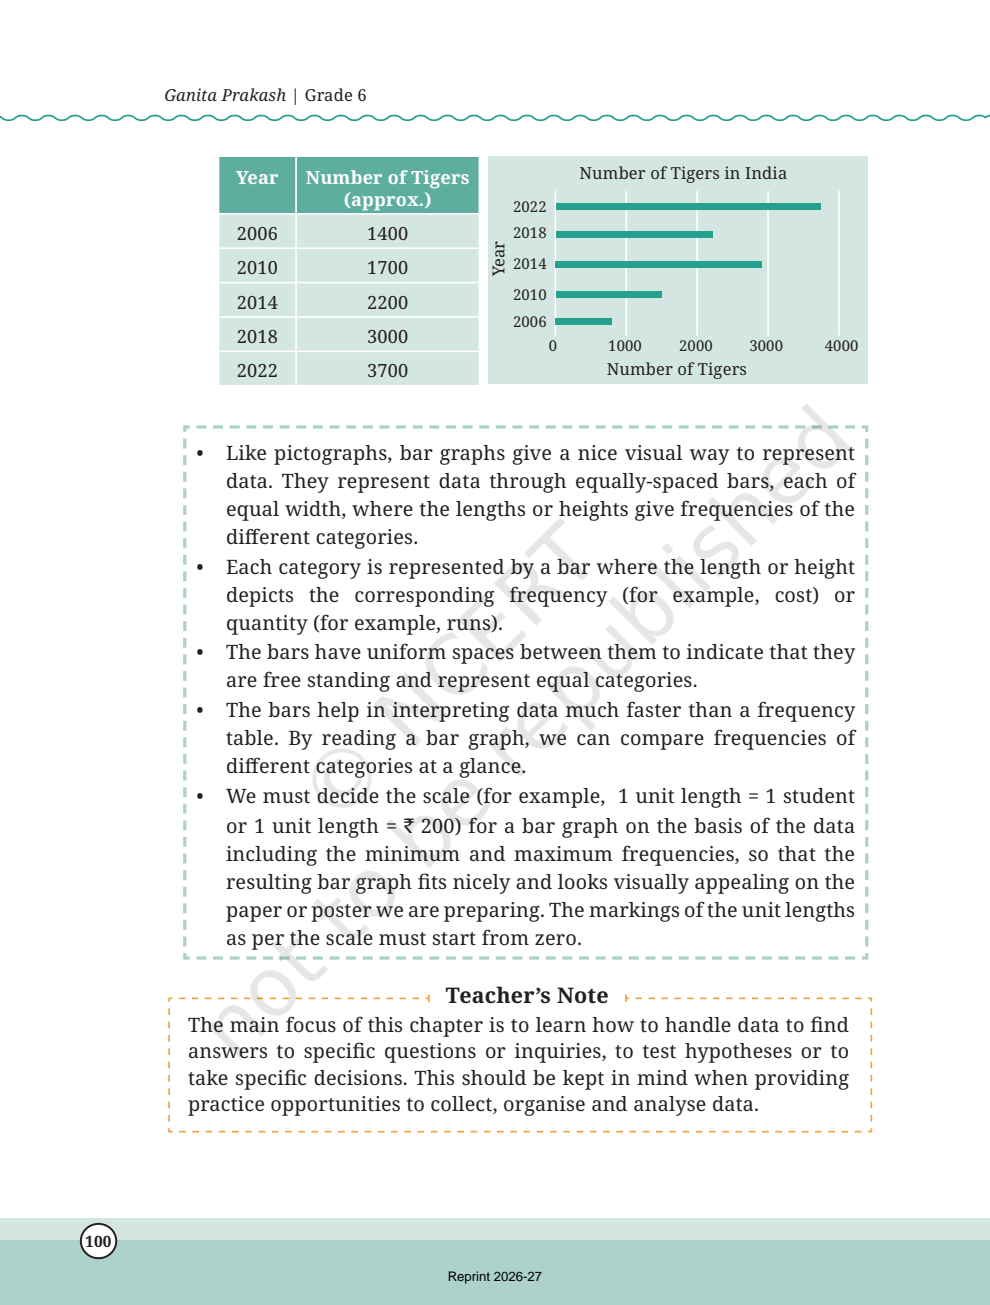 Ganita Prakash | Grade 6
Year
Number of Tigers
(approx.)
2006 1400
2010 1700
2014 2200
2018 3000
2022 3700
Number of Tigers in India
Year
2022
2018
2014
2010
2006
0 1000 2000 3000 4000
Number of Tigers
• Like pictographs, bar graphs give a nice visual way to represent
data. They represent data through equally-spaced bars, each of
equal width, where the lengths or heights give frequencies of the
different categories.
• Each category is represented by a bar where the length or height
depicts the corresponding frequency (for example, cost) or
quantity (for example, runs).
• The bars have uniform spaces between them to indicate that they
are free standing and represent equal categories.
• The bars help in interpreting data much faster than a frequency
table. By reading a bar graph, we can compare frequencies of
different categories at a glance.
• We must decide the scale (for example, 1 unit length = 1 student
or 1 unit length = ₹ 200) for a bar graph on the basis of the data
including the minimum and maximum frequencies, so that the
resulting bar graph fits nicely and looks visually appealing on the
paper or poster we are preparing. The markings of the unit lengths
as per the scale must start from zero.
© NCERT
not to be republished
Teacher’s Note
The main focus of this chapter is to learn how to handle data to find
answers to specific questions or inquiries, to test hypotheses or to
take specific decisions. This should be kept in mind when providing
practice opportunities to collect, organise and analyse data.
100
Reprint 2026-27